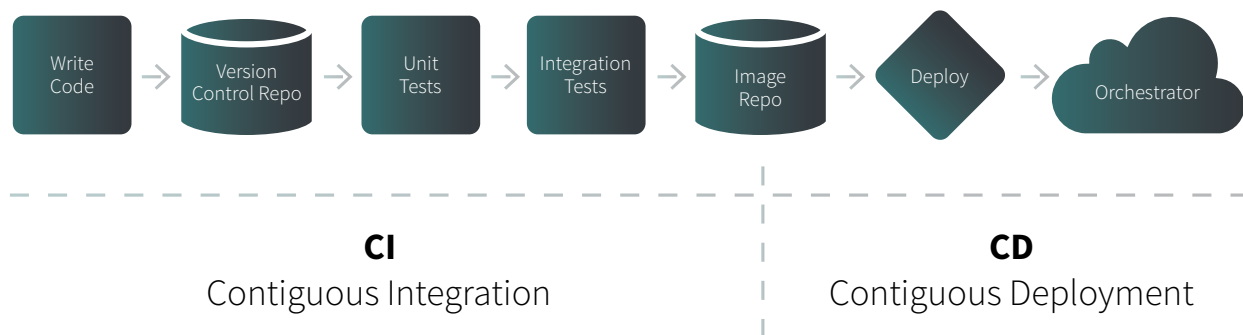 Write
Code
Version
Control Repo
Unit
Tests
Integration
Tests
Image
Repo
Deploy
Orchestrator
CI
Contiguous Integration
CD
Contiguous Deployment